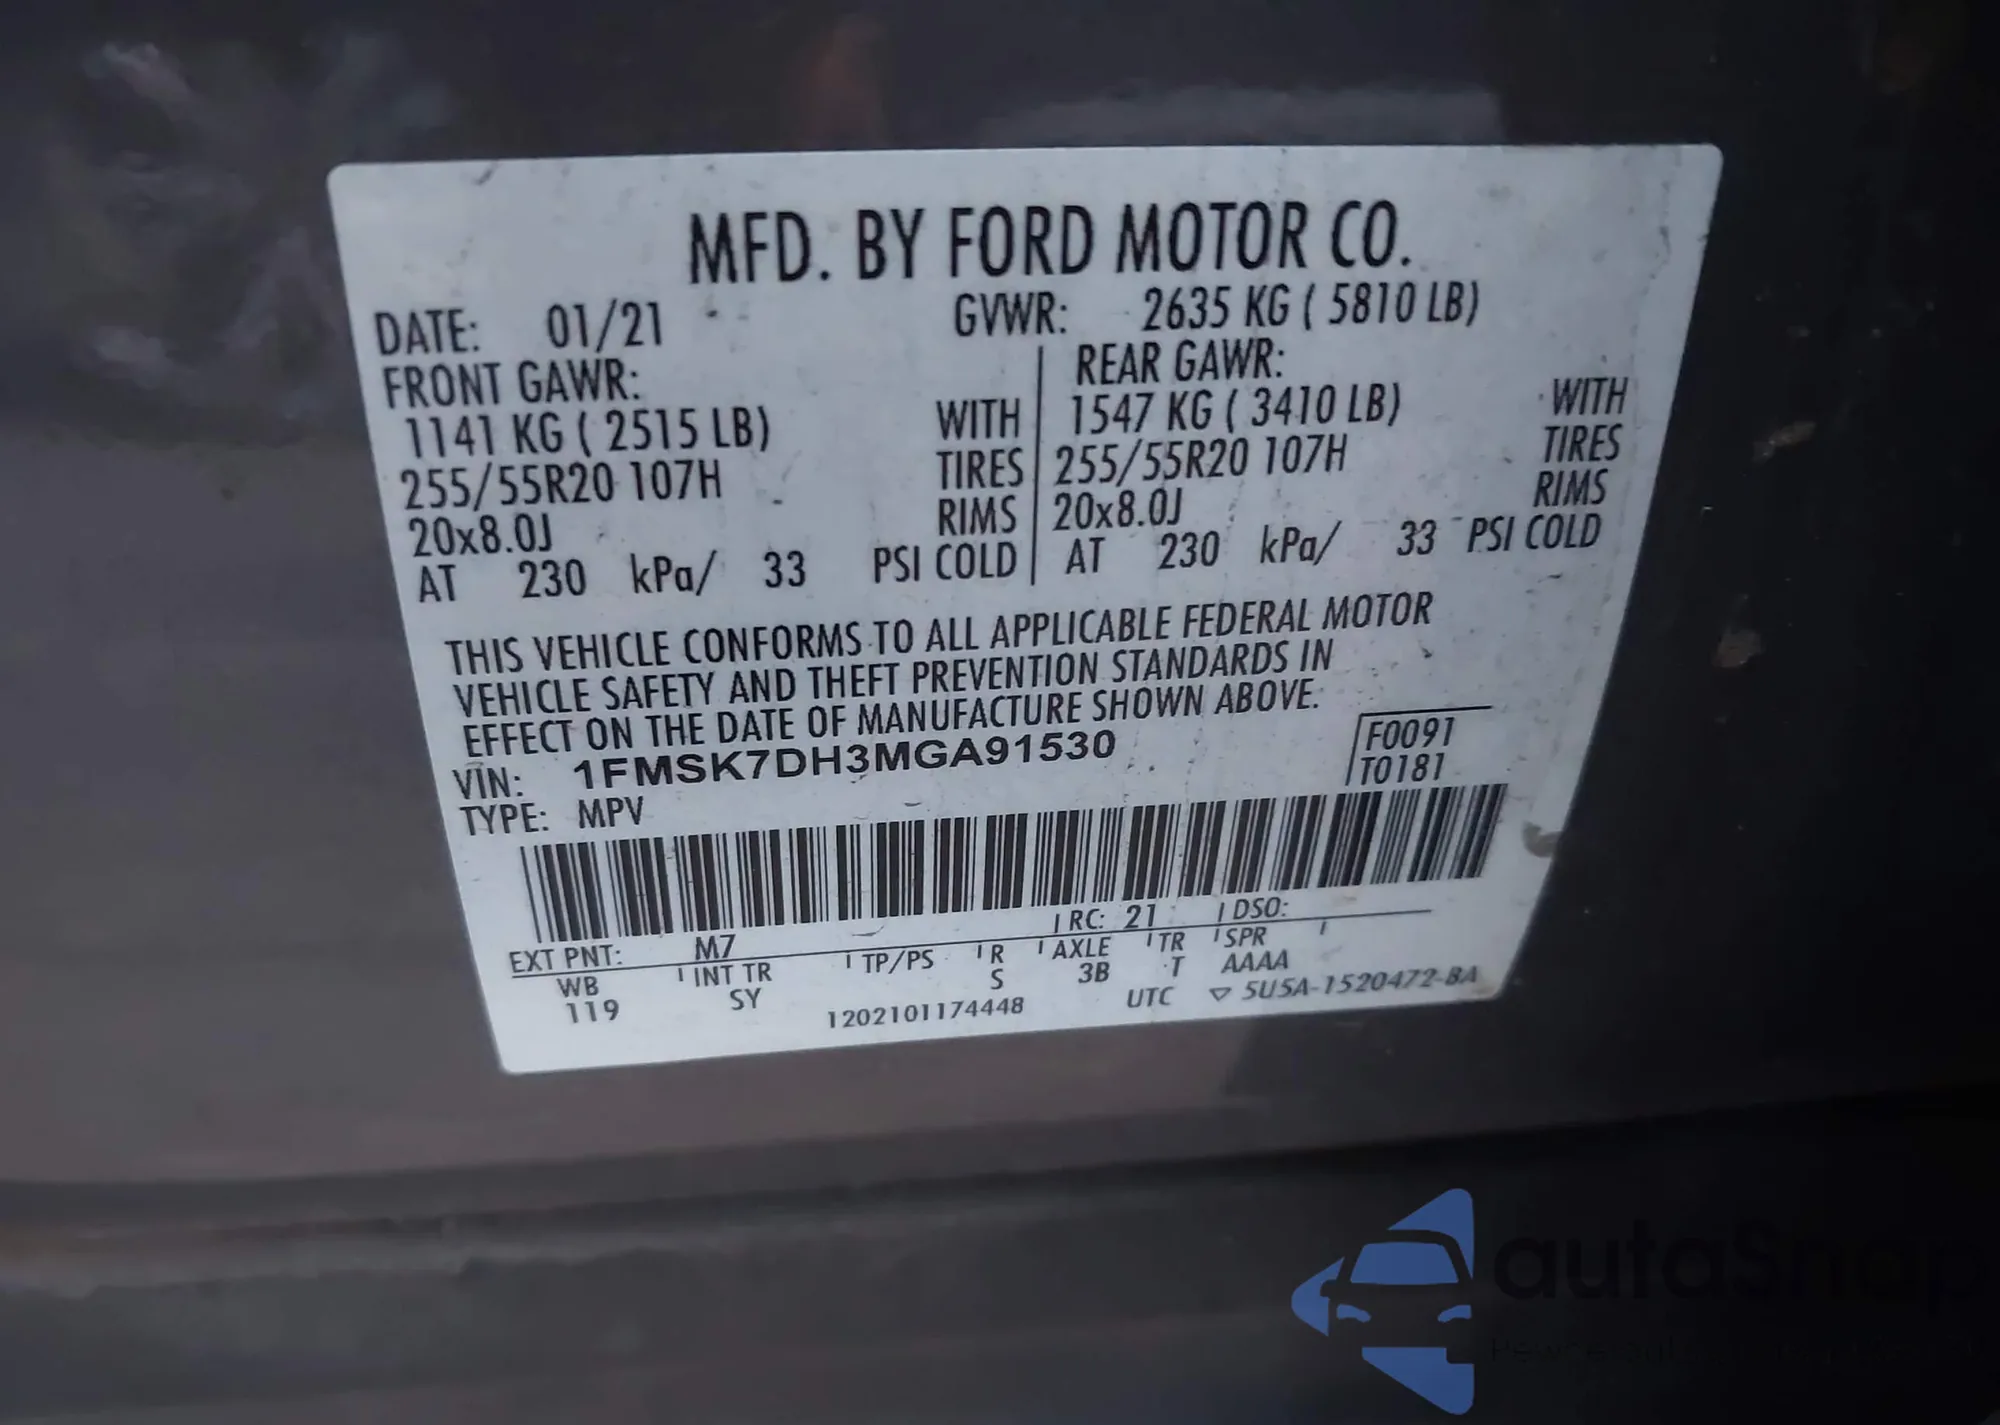 MFD. BY FORD MOTOR CO.
DATE: 01/21 GVWR: 2635 KG ( 5810 LB)
FRONT GAWR: REAR GAWR:
1141 KG ( 2515 LB) WITH 1547 KG ( 3410 LB) WITH
255/55R20 107H TIRES 255/55R20 107H TIRES
20x8.0J RIMS 20x8.0J RIMS
AT 230 kPa/ 33 PSI COLD AT 230 kPa/ 33 PSI COLD
THIS VEHICLE CONFORMS TO ALL APPLICABLE FEDERAL MOTOR
VEHICLE SAFETY AND THEFT PREVENTION STANDARDS IN
EFFECT ON THE DATE OF MANUFACTURE SHOWN ABOVE.
VIN: 1FMSK7DH3MGA91530 F0091
TYPE: MPV T0181
EXT PNT: M7 RC: 21 DSO:
WB INT TR TP/PS R AXLE TR SPR
119 SY S 3B T AAAA
1202101174448 UTC ▽ 5U5A-1520472-BA
autaSnap